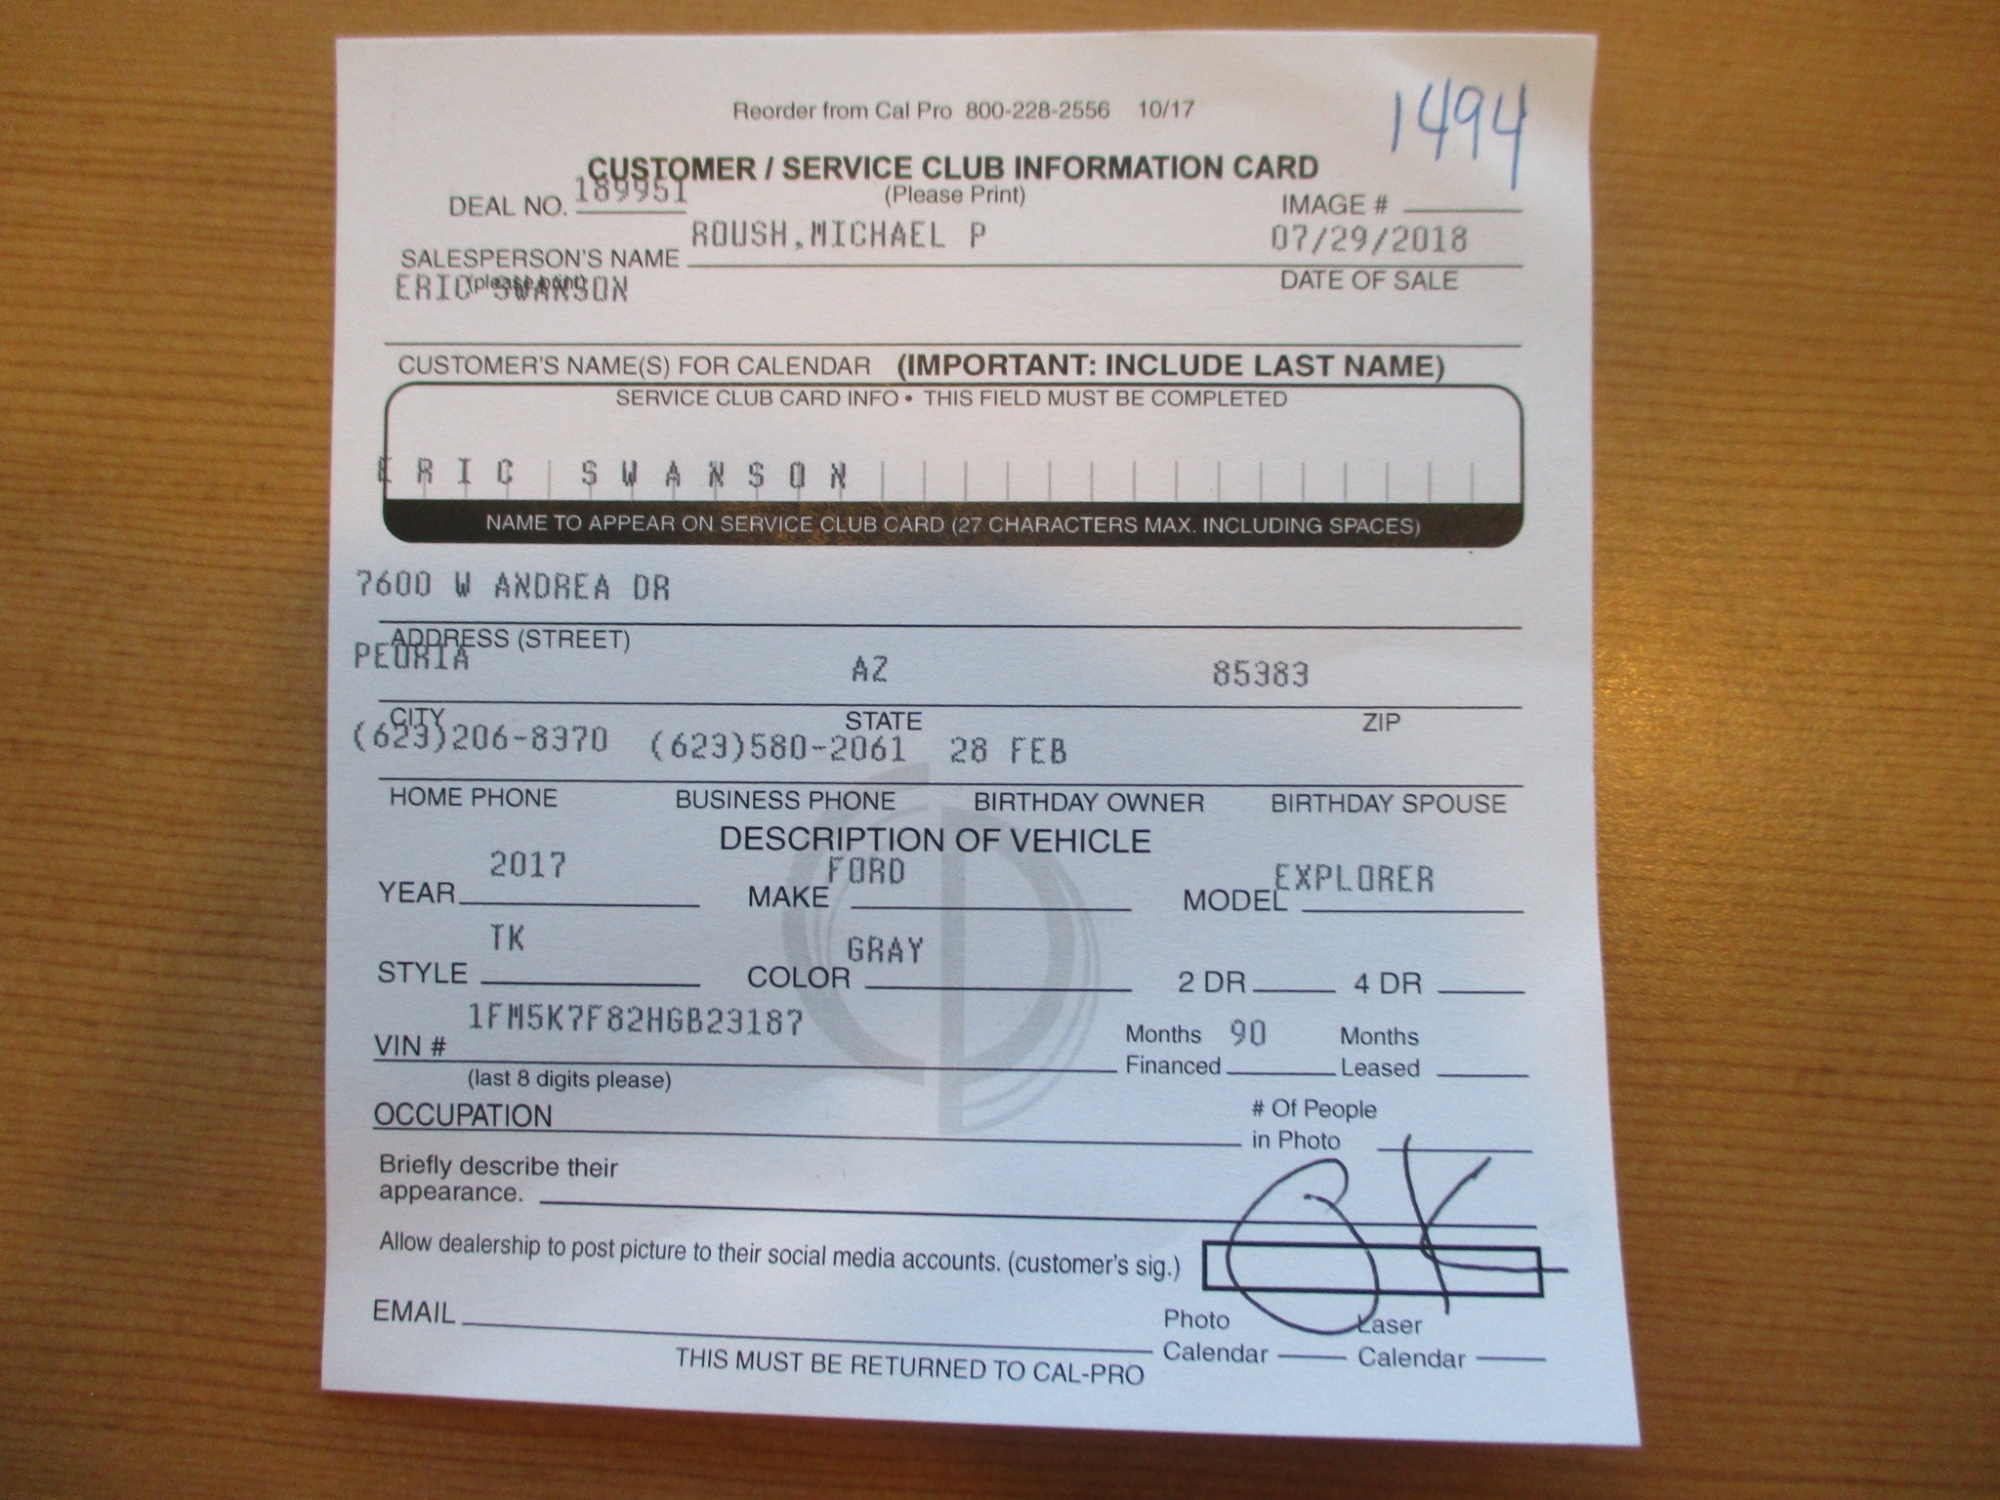 Reorder from Cal Pro 800-228-2556 10/17
1494
CUSTOMER / SERVICE CLUB INFORMATION CARD
(Please Print)
DEAL NO. 189951
IMAGE #
SALESPERSON'S NAME ROUSH,MICHAEL P
07/29/2018
(please print)
DATE OF SALE
ERIC SWANSON
CUSTOMER'S NAME(S) FOR CALENDAR (IMPORTANT: INCLUDE LAST NAME)
SERVICE CLUB CARD INFO • THIS FIELD MUST BE COMPLETED
ERIC SWANSON
NAME TO APPEAR ON SERVICE CLUB CARD (27 CHARACTERS MAX. INCLUDING SPACES)
7600 W ANDREA DR
ADDRESS (STREET)
PEORIA AZ 85383
CITY STATE ZIP
(623)206-8370 (623)580-2061 28 FEB
HOME PHONE BUSINESS PHONE BIRTHDAY OWNER BIRTHDAY SPOUSE
DESCRIPTION OF VEHICLE
YEAR 2017 MAKE FORD MODEL EXPLORER
STYLE TK COLOR GRAY 2 DR 4 DR
VIN # 1FM5K7F82HGB23187
(last 8 digits please)
Months Financed 90 Months Leased
OCCUPATION
# Of People in Photo
Briefly describe their
appearance.
Allow dealership to post picture to their social media accounts. (customer's sig.)
EMAIL
Photo Calendar Laser Calendar
THIS MUST BE RETURNED TO CAL-PRO